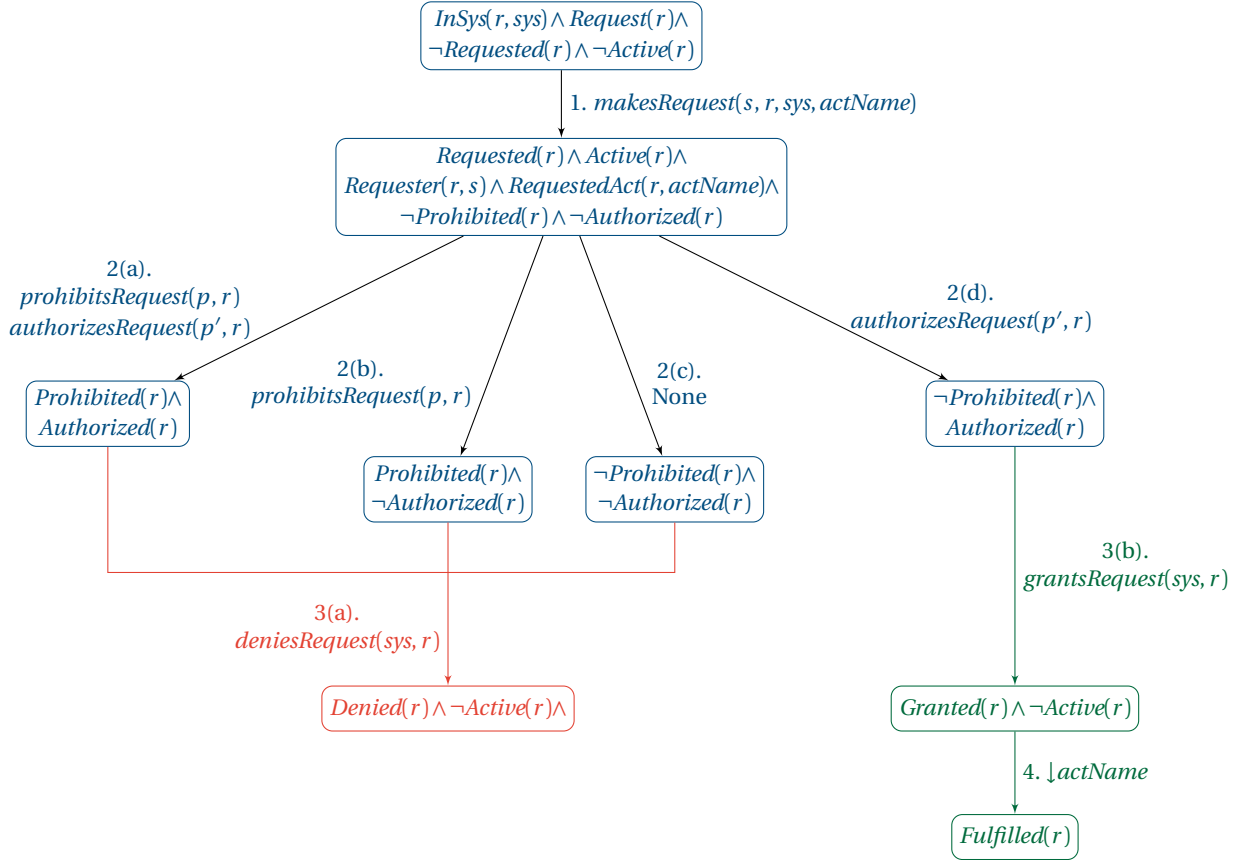 InSys(r, sys) ∧ Request(r)∧
¬Requested(r) ∧ ¬Active(r)
1. makesRequest(s, r, sys, actName)
Requested(r) ∧ Active(r)∧
Requester(r, s) ∧ RequestedAct(r, actName)∧
¬Prohibited(r) ∧ ¬Authorized(r)
2(a).
prohibitsRequest(p, r)
authorizesRequest(p′, r)
2(b).
prohibitsRequest(p, r)
2(c).
None
2(d).
authorizesRequest(p′, r)
Prohibited(r)∧
Authorized(r)
Prohibited(r)∧
¬Authorized(r)
¬Prohibited(r)∧
¬Authorized(r)
¬Prohibited(r)∧
Authorized(r)
3(a).
deniesRequest(sys, r)
3(b).
grantsRequest(sys, r)
Denied(r) ∧ ¬Active(r)∧
Granted(r) ∧ ¬Active(r)
4. ↓actName
Fulfilled(r)